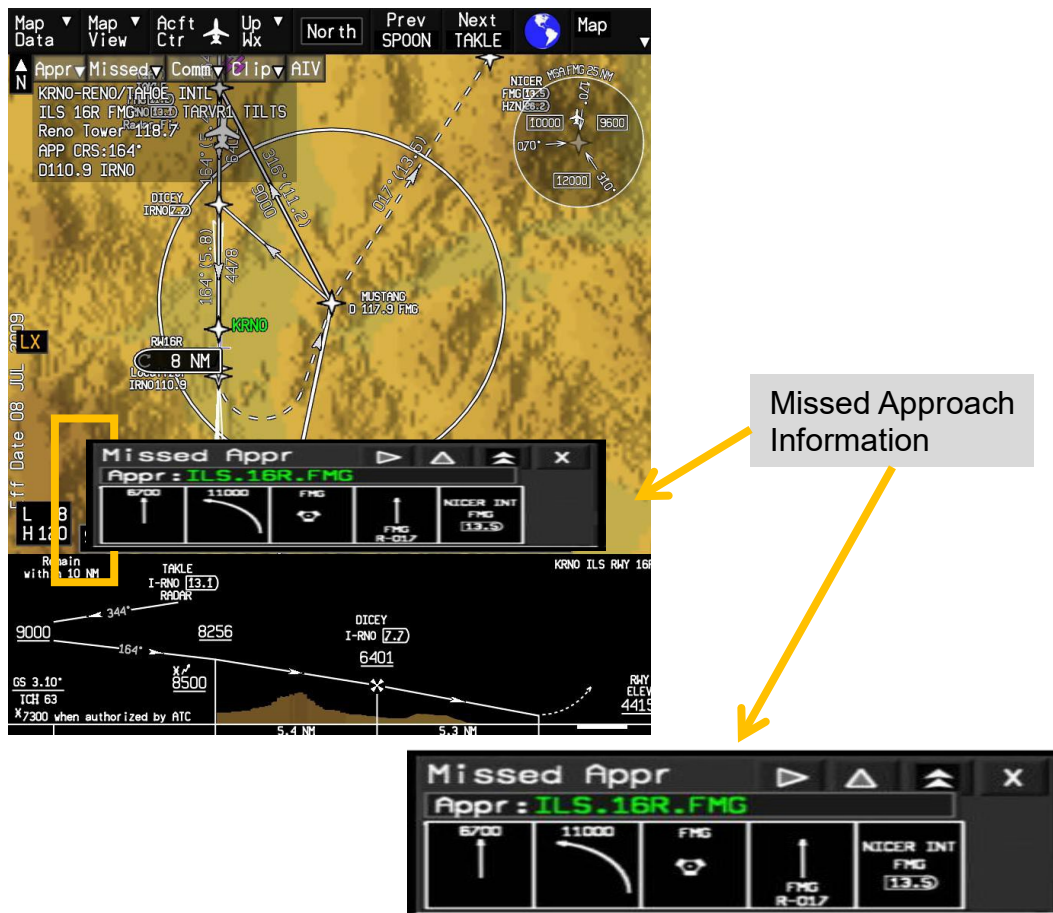 Map Data
Map View
Acft Ctr
Up Wx
North
Prev SPOON
Next TAKLE
Map
N
Appr
Missed
Comm
Clip
AIV
KRNO-RENO/TAHOE INTL
ILS 16R FMG
TARVR1 TILTS
Reno Tower 118.7
APP CRS:164°
D110.9 IRNO
NICER
FMG 13.5
HZN 26.2
MSA FMG 25 NM
170°
10000
9600
070°
310°
12000
316°(11.2)
9000
017°(13.6)
DICEY
IRNO 7.7
164°(5.8)
4478
MUSTANG
D 117.9 FMG
KRNO
RW16R
8 NM
IRNO110.9
LX
Eff Date 08 JUL 2009
L 8
H 120
Missed Appr
X
Appr:ILS.16R.FMG
6700
11000
FMG
FMG
R-017
NICER INT
FMG
13.5
Missed Approach
Information
Remain
within 10 NM
TAKLE
I-RNO 13.1
RADAR
KRNO ILS RWY 16R
344°
9000
164°
8256
DICEY
I-RNO 7.7
6401
X
8500
GS 3.10°
TCH 63
X7300 when authorized by ATC
RWY
ELEV
4415
5.4 NM
5.3 NM
Missed Appr
X
Appr:ILS.16R.FMG
6700
11000
FMG
FMG
R-017
NICER INT
FMG
13.5